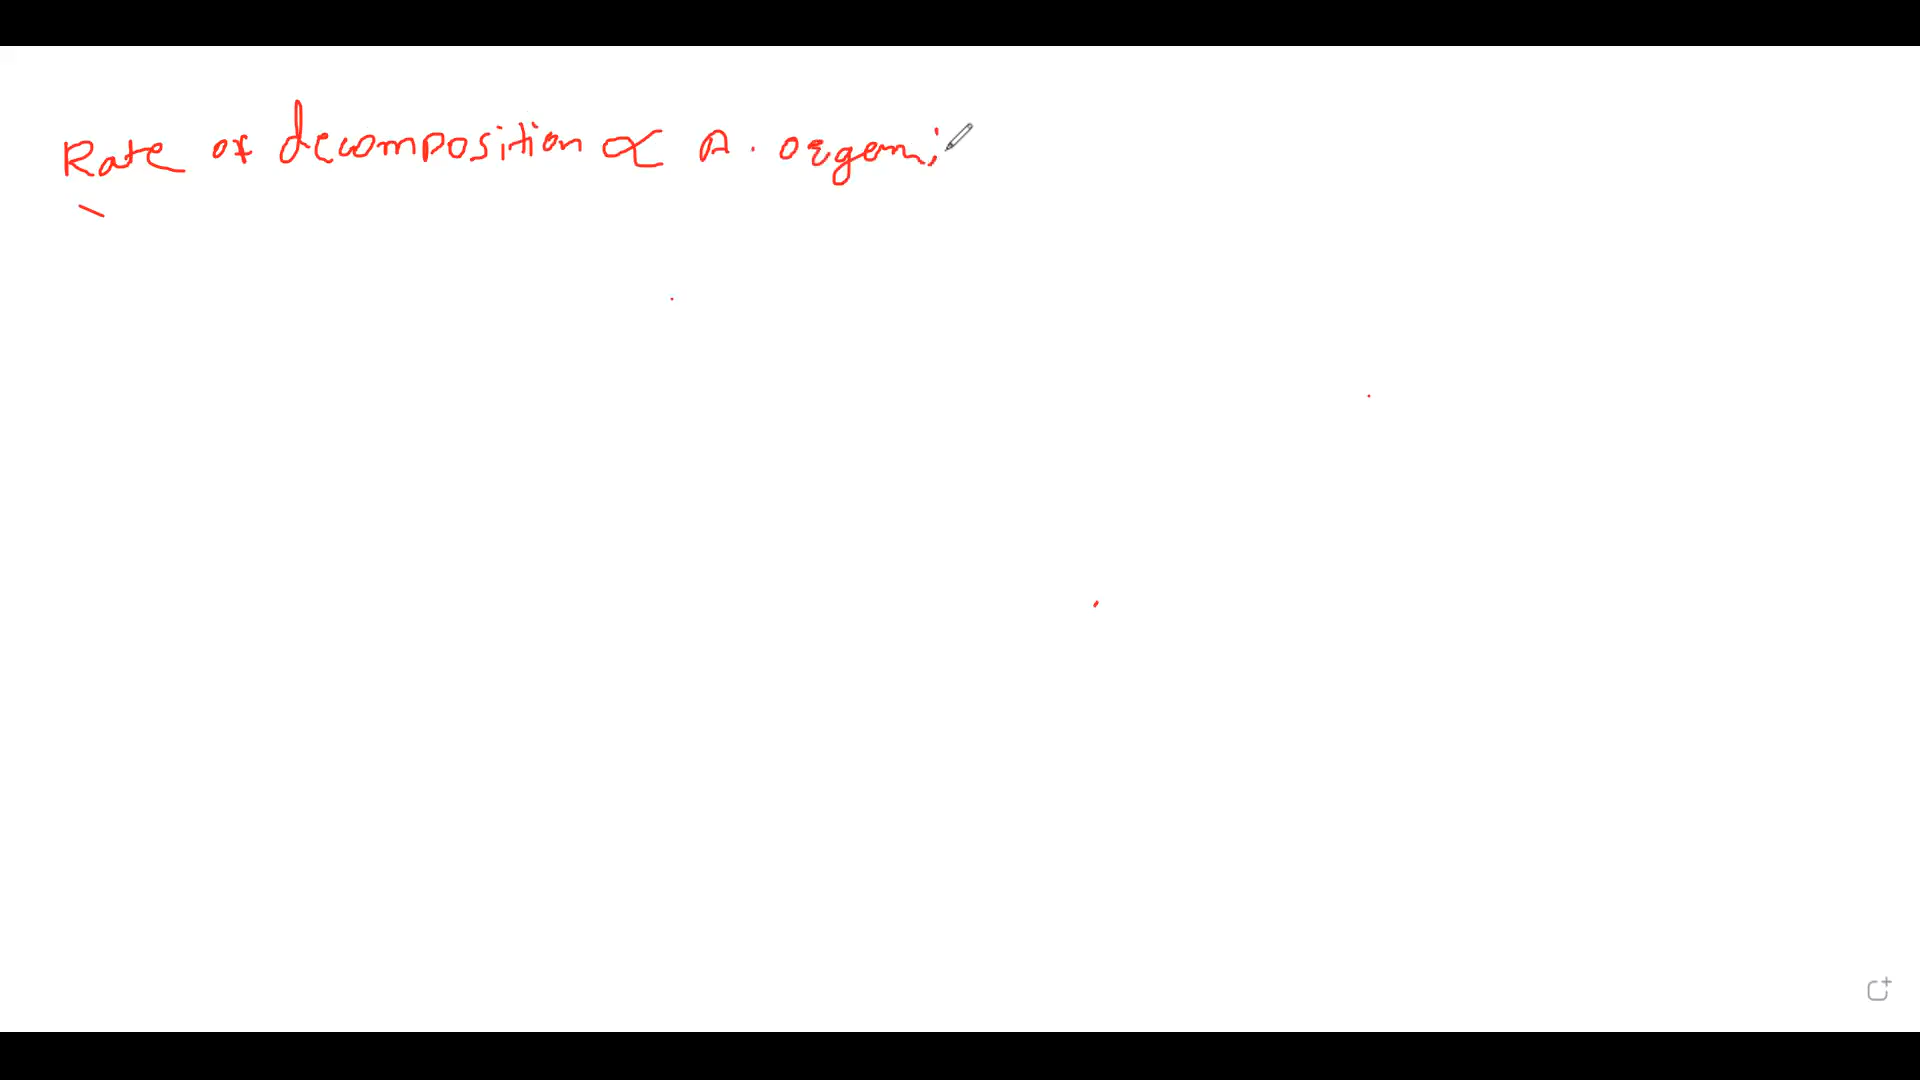 Rate of decomposition ∝ A. organi